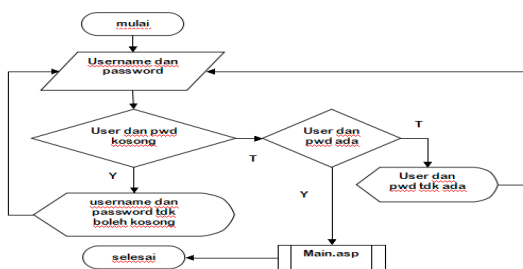 mulai
Username dan
password
User dan pwd
kosong
T
User dan
pwd ada
T
Y
Y
User dan
pwd tdk ada
username dan
password tdk
boleh kosong
selesai
Main.asp